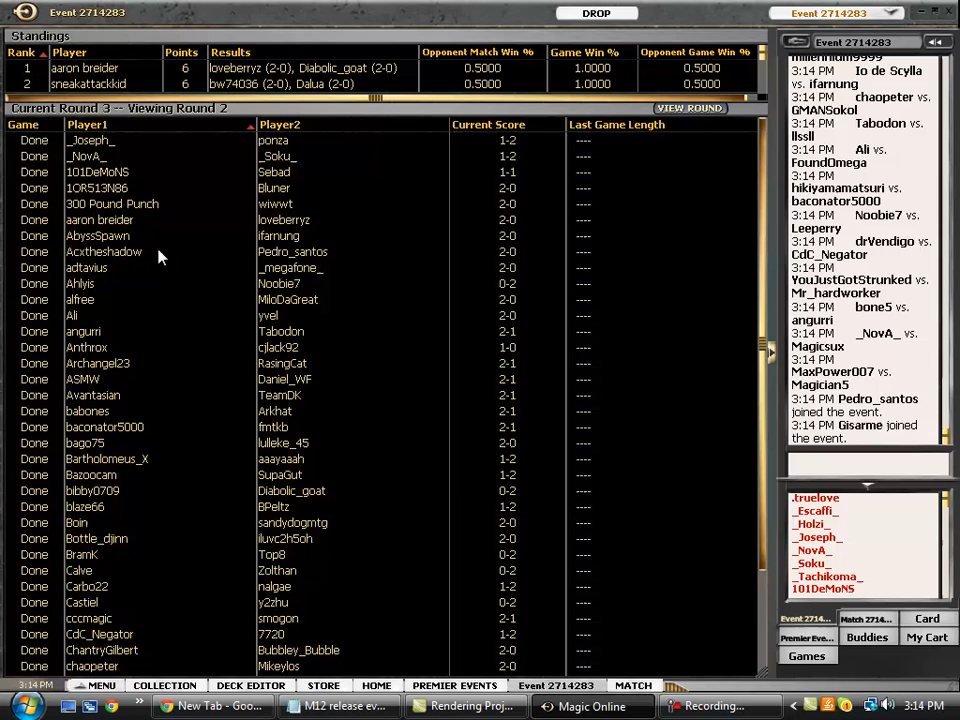 Event 2714283
DROP
Event 2714283
Standings
Rank Player Points Results Opponent Match Win % Game Win % Opponent Game Win %
1 aaron breider 6 loveberryz (2-0), Diabolic_goat (2-0) 0.5000 1.0000 0.5000
2 sneakattackkid 6 bw74036 (2-0), Dalua (2-0) 0.5000 1.0000 0.5000
Current Round 3 -- Viewing Round 2
VIEW ROUND
Game Player1 Player2 Current Score Last Game Length
Done _Joseph_ ponza 1-2 ----
Done _NovA_ _Soku_ 1-2 ----
Done 101DeMoNS Sebad 1-1 ----
Done 1OR513N86 Bluner 2-0 ----
Done 300 Pound Punch wiwwt 2-0 ----
Done aaron breider loveberryz 2-0 ----
Done AbyssSpawn ifarnung 2-0 ----
Done Acxtheshadow Pedro_santos 2-0 ----
Done adtavius _megafone_ 2-0 ----
Done Ahlyis Noobie7 0-2 ----
Done alfree MiloDaGreat 2-0 ----
Done Ali yvel 2-0 ----
Done angurri Tabodon 2-1 ----
Done Anthrox cjlack92 1-0 ----
Done Archangel23 RasingCat 2-1 ----
Done ASMW Daniel_WF 2-1 ----
Done Avantasian TeamDK 2-1 ----
Done babones Arkhat 2-1 ----
Done baconator5000 fmtkb 2-1 ----
Done bago75 lulleke_45 2-0 ----
Done Bartholomeus_X aaayaaah 1-2 ----
Done Bazoocam SupaGut 1-2 ----
Done bibby0709 Diabolic_goat 0-2 ----
Done blaze66 BPeltz 1-2 ----
Done Boin sandydogmtg 2-0 ----
Done Bottle_djinn iluvc2h5oh 2-0 ----
Done BramK Top8 0-2 ----
Done Calve Zolthan 0-2 ----
Done Carbo22 nalgae 1-2 ----
Done Castiel y2zhu 0-2 ----
Done cccmagic smogon 2-1 ----
Done CdC_Negator 7720 1-2 ----
Done ChantryGilbert Bubbley_Bubble 2-0 ----
Done chaopeter Mikeylos 2-0 ----
Event 2714283
millennium9999
3:14 PM Io de Scylla
vs. ifarnung
3:14 PM chaopeter vs.
GMANSokol
3:14 PM Tabodon vs.
llssll
3:14 PM Ali vs.
FoundOmega
3:14 PM
hikiyamamatsuri vs.
baconator5000
3:14 PM Noobie7 vs.
Leeperry
3:14 PM drVendigo vs.
CdC_Negator
3:14 PM
YouJustGotStrunked vs.
Mr_hardworker
3:14 PM bone5 vs.
angurri
3:14 PM _NovA_ vs.
Magicsux
3:14 PM
MaxPower007 vs.
Magician5
3:14 PM Pedro_santos
joined the event.
3:14 PM Gisarme joined
the event.
.truelove
_Escaffi_
_Holzi_
_Joseph_
_NovA_
_Soku_
_Tachikoma_
101DeMoNS
Event 2714... Match 2714... Card
Premier Eve... Buddies My Cart
Games
3:14 PM MENU COLLECTION DECK EDITOR STORE HOME PREMIER EVENTS Event 2714283 MATCH
New Tab - Goo... M12 release ev... Rendering Proj... Magic Online Recording... 3:14 PM